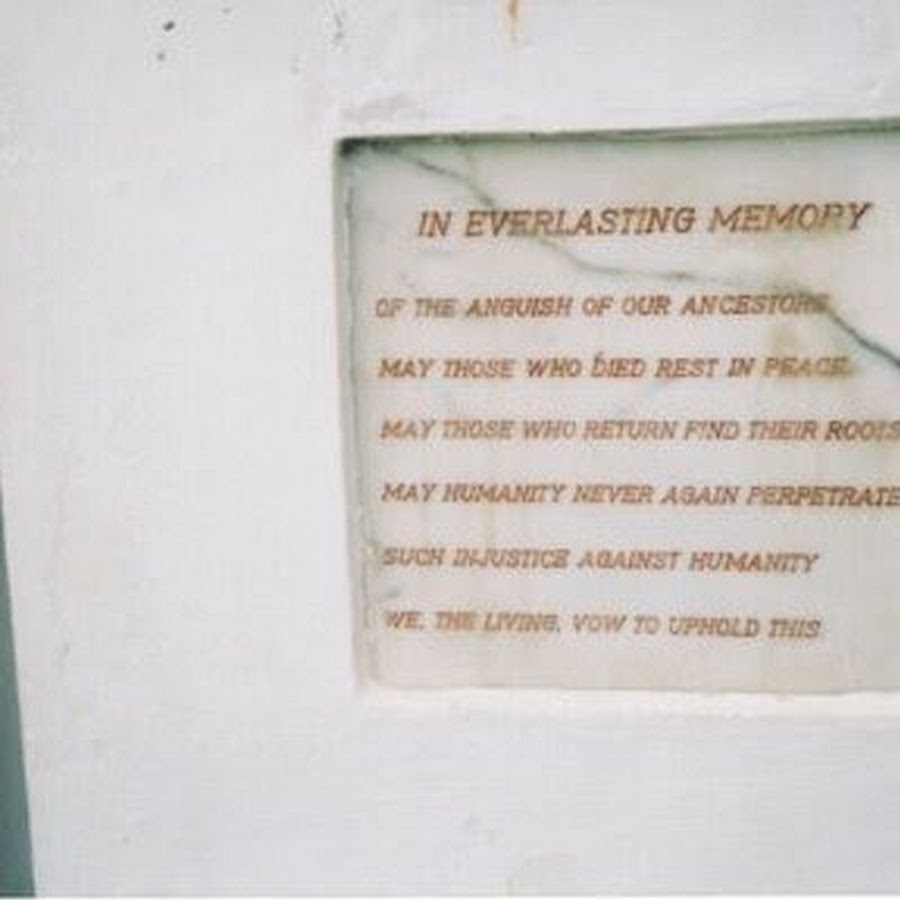 IN EVERLASTING MEMORY
OF THE ANGUISH OF OUR ANCESTORS
MAY THOSE WHO DIED REST IN PEACE.
MAY THOSE WHO RETURN FIND THEIR ROOTS
MAY HUMANITY NEVER AGAIN PERPETRATE
SUCH INJUSTICE AGAINST HUMANITY
WE, THE LIVING, VOW TO UPHOLD THIS